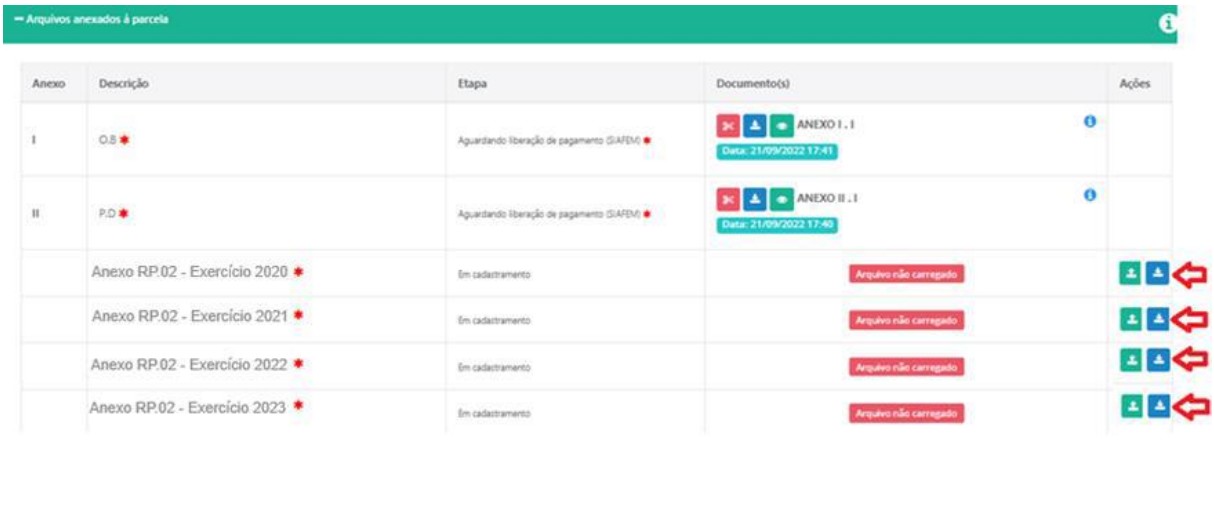 Arquivos anexados à parcela
Anexo Descrição Etapa Documento(s) Ações
I O.B * Aguardando liberação de pagamento (SIAFEM) * ANEXO I . I
Data: 21/09/2022 17:41
II P.D * Aguardando liberação de pagamento (SIAFEM) * ANEXO II . I
Data: 21/09/2022 17:40
Anexo RP.02 - Exercício 2020 * Em cadastramento Arquivo não carregado
Anexo RP.02 - Exercício 2021 * Em cadastramento Arquivo não carregado
Anexo RP.02 - Exercício 2022 * Em cadastramento Arquivo não carregado
Anexo RP.02 - Exercício 2023 * Em cadastramento Arquivo não carregado